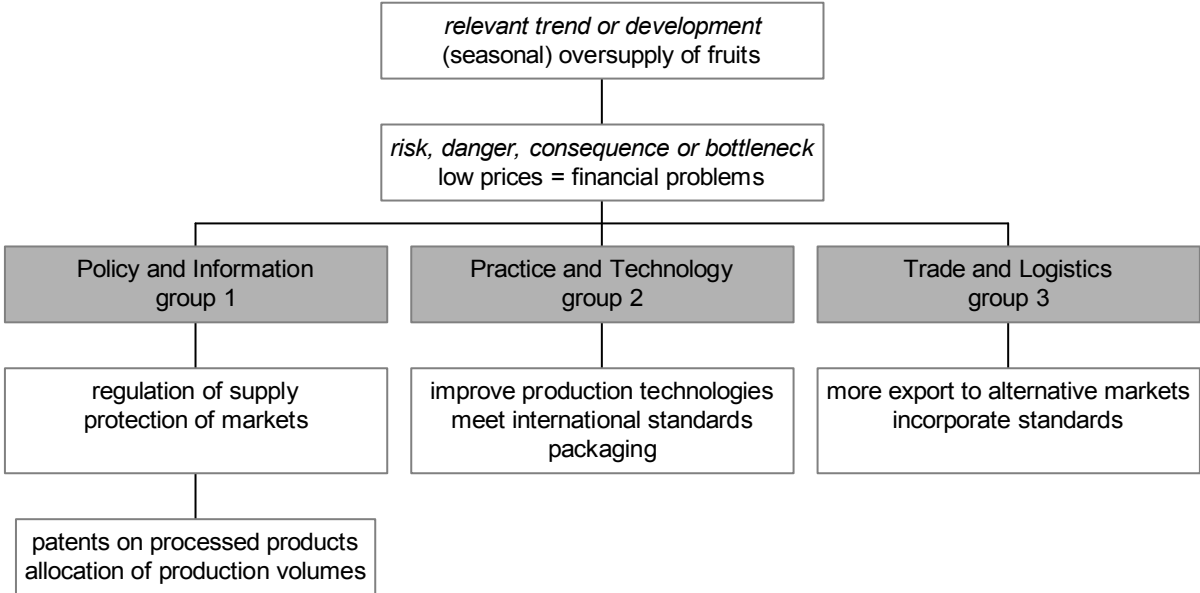 relevant trend or development
(seasonal) oversupply of fruits
risk, danger, consequence or bottleneck
low prices = financial problems
Policy and Information
group 1
Practice and Technology
group 2
Trade and Logistics
group 3
regulation of supply
protection of markets
improve production technologies
meet international standards
packaging
more export to alternative markets
incorporate standards
patents on processed products
allocation of production volumes